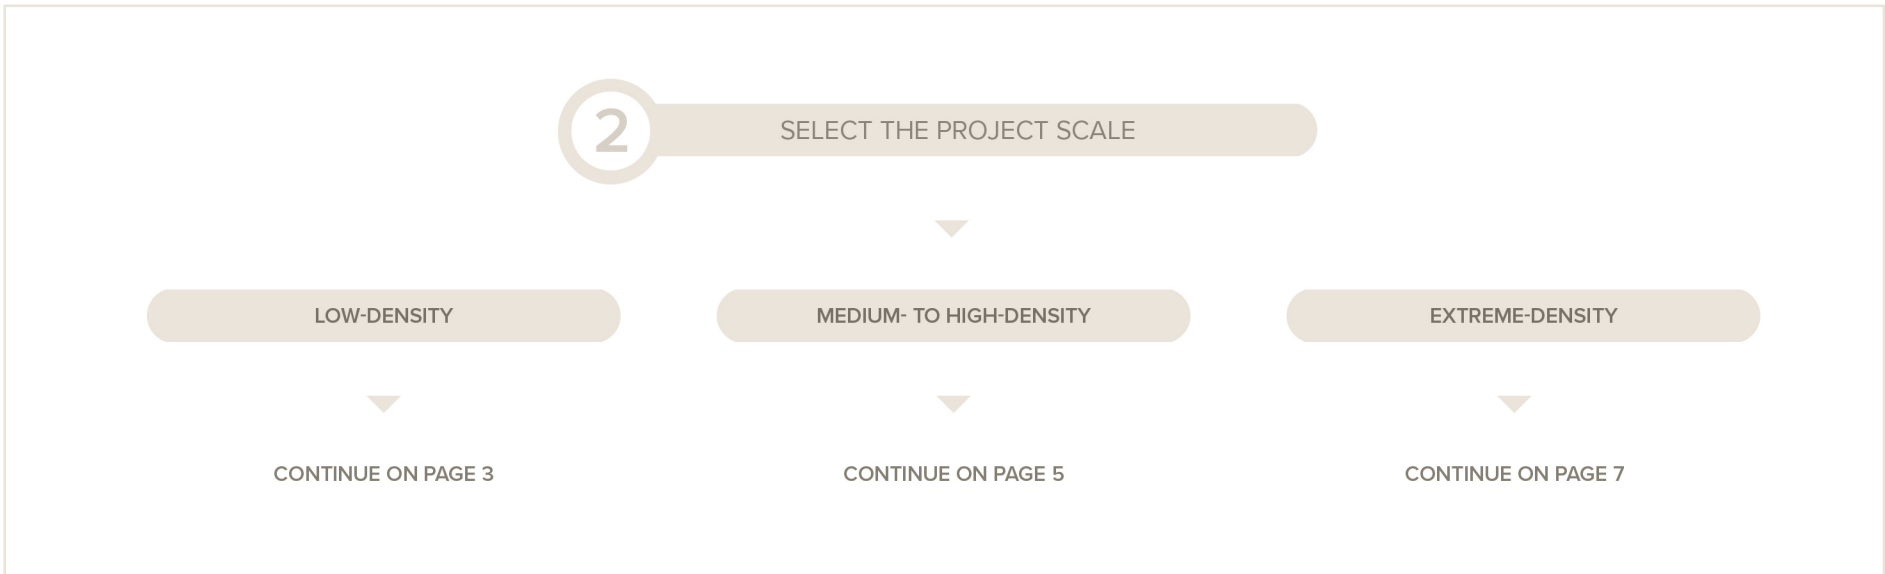 2
SELECT THE PROJECT SCALE
LOW-DENSITY
MEDIUM- TO HIGH-DENSITY
EXTREME-DENSITY
CONTINUE ON PAGE 3
CONTINUE ON PAGE 5
CONTINUE ON PAGE 7